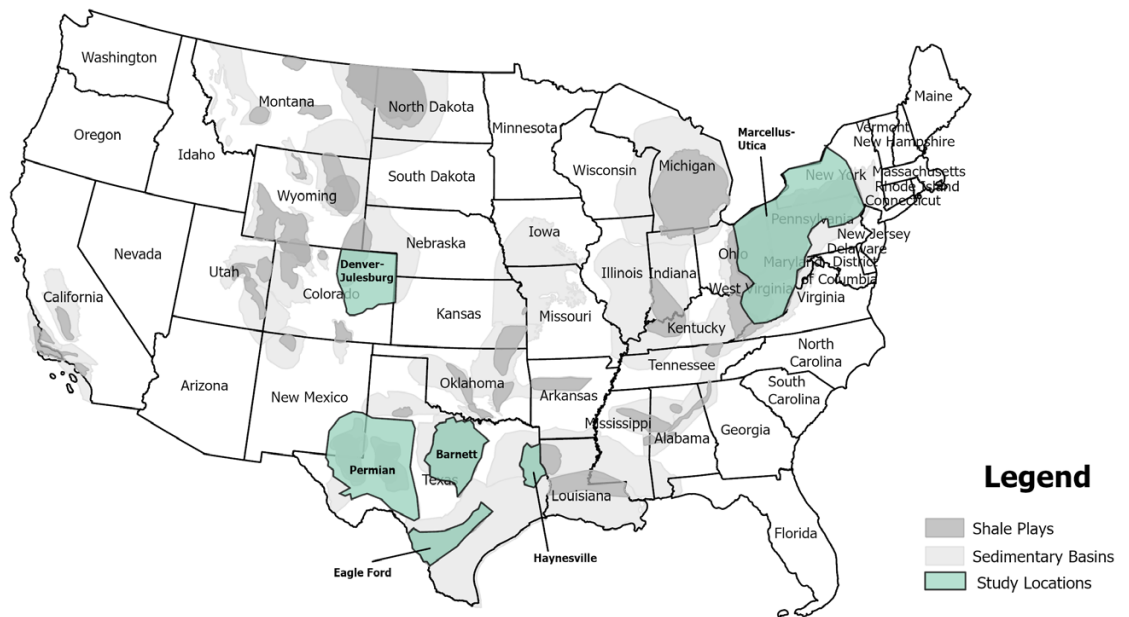 Washington
Oregon
Idaho
Montana
North Dakota
Minnesota
South Dakota
Wisconsin
Michigan
Wyoming
Nebraska
Iowa
Nevada
Utah
California
Denver-
Julesburg
Colorado
Kansas
Missouri
Illinois
Indiana
Ohio
Kentucky
Marcellus-
Utica
New York
Pennsylvania
Maine
Vermont
New Hampshire
Massachusetts
Rhode Island
Connecticut
New Jersey
Delaware
Maryland
District
of Columbia
West Virginia
Virginia
Arizona
New Mexico
Oklahoma
Arkansas
Tennessee
North
Carolina
South
Carolina
Mississippi
Alabama
Georgia
Permian
Barnett
Texas
Louisiana
Florida
Eagle Ford
Haynesville
Legend
Shale Plays
Sedimentary Basins
Study Locations